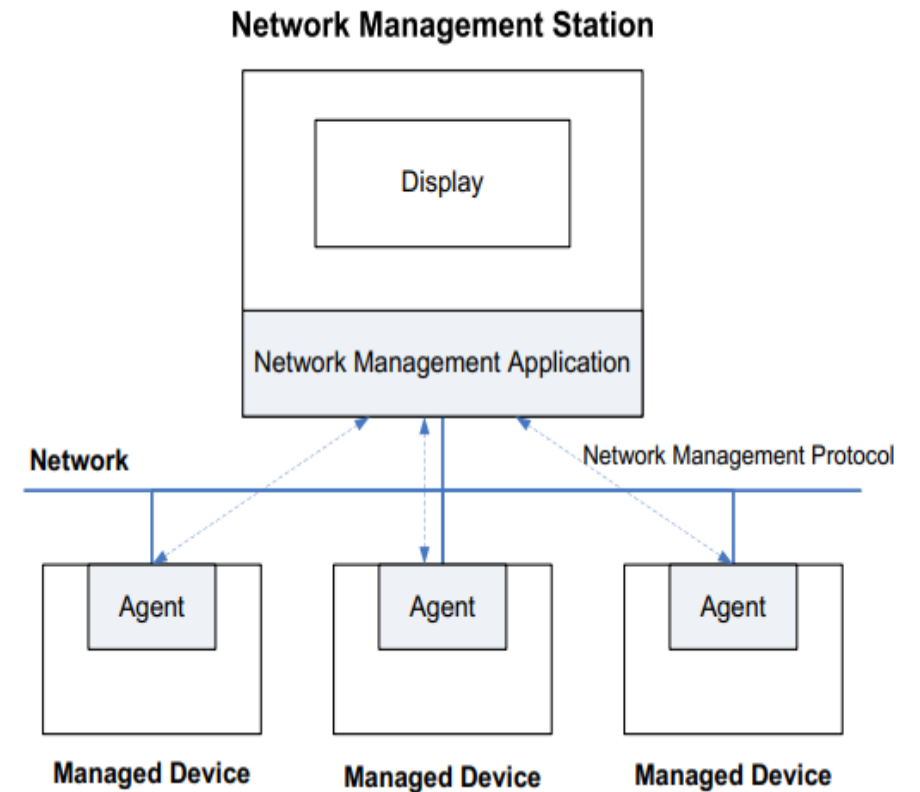 Network Management Station
Display
Network Management Application
Network
Network Management Protocol
Agent
Agent
Agent
Managed Device
Managed Device
Managed Device